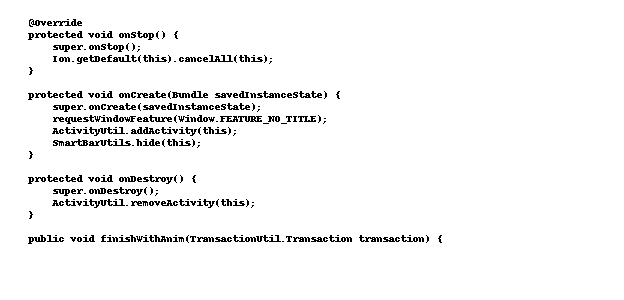 @Override
protected void onStop() {
super.onStop();
Ion.getDefault(this).cancelAll(this);
}
protected void onCreate(Bundle savedInstanceState) {
super.onCreate(savedInstanceState);
requestWindowFeature(Window.FEATURE_NO_TITLE);
ActivityUtil.addActivity(this);
SmartBarUtils.hide(this);
}
protected void onDestroy() {
super.onDestroy();
ActivityUtil.removeActivity(this);
}
public void finishWithAnim(TransactionUtil.Transaction transaction) {